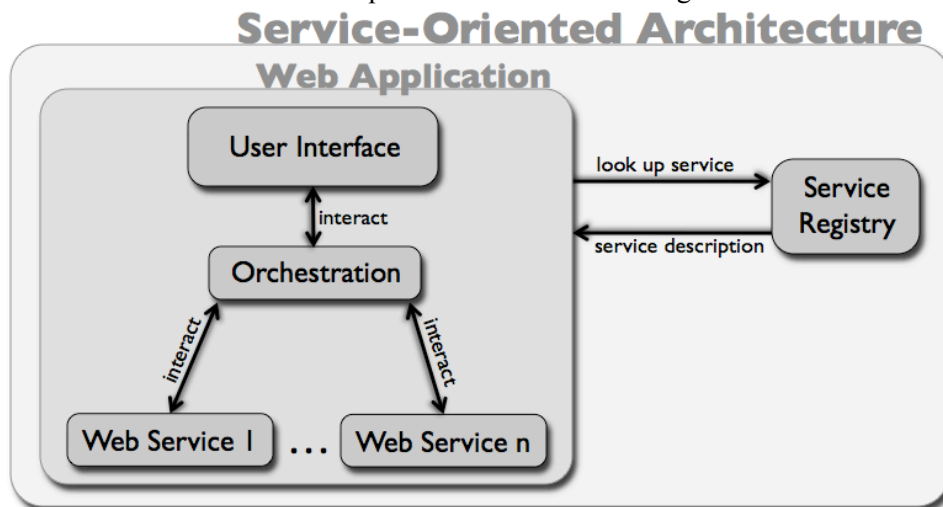 Service-Oriented Architecture
Web Application
User Interface
interact
Orchestration
interact
interact
Web Service 1
...
Web Service n
look up service
service description
Service
Registry